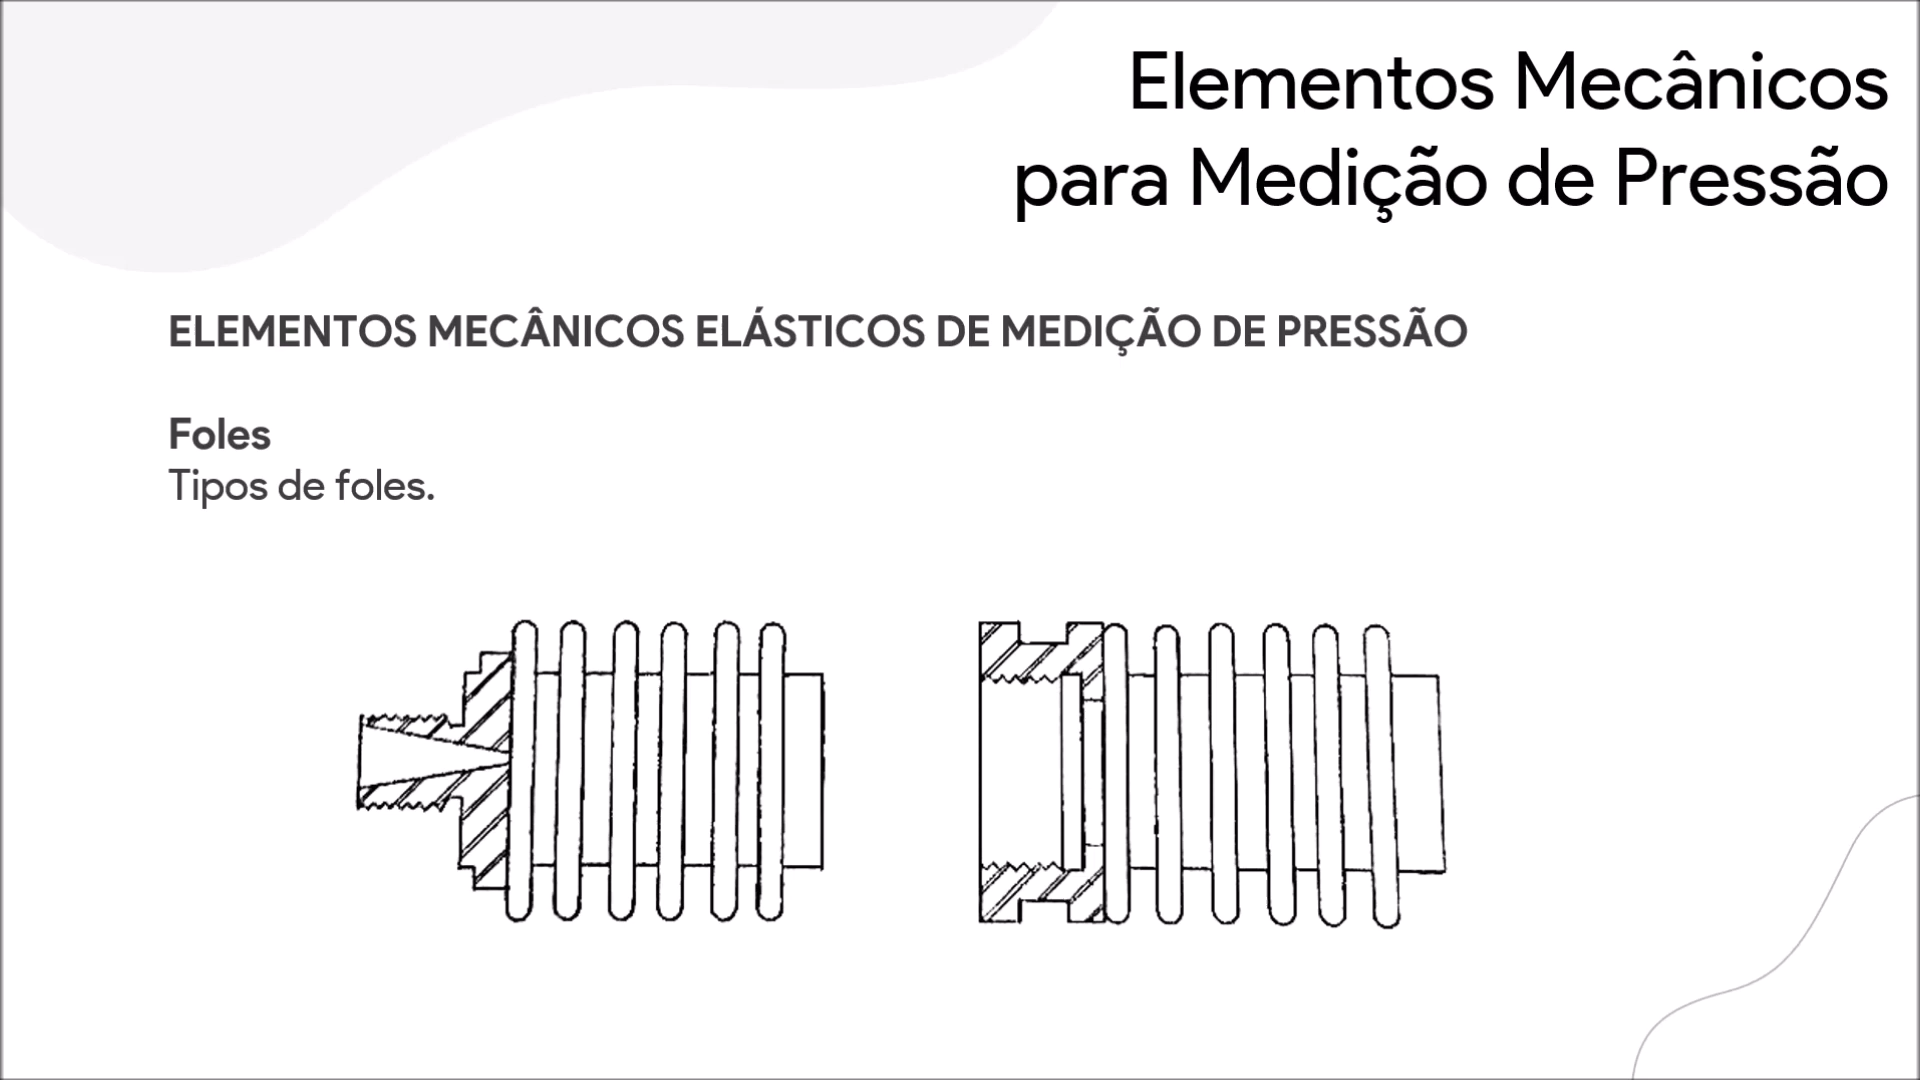 Elementos Mecânicos
para Medição de Pressão
ELEMENTOS MECÂNICOS ELÁSTICOS DE MEDIÇÃO DE PRESSÃO
Foles
Tipos de foles.